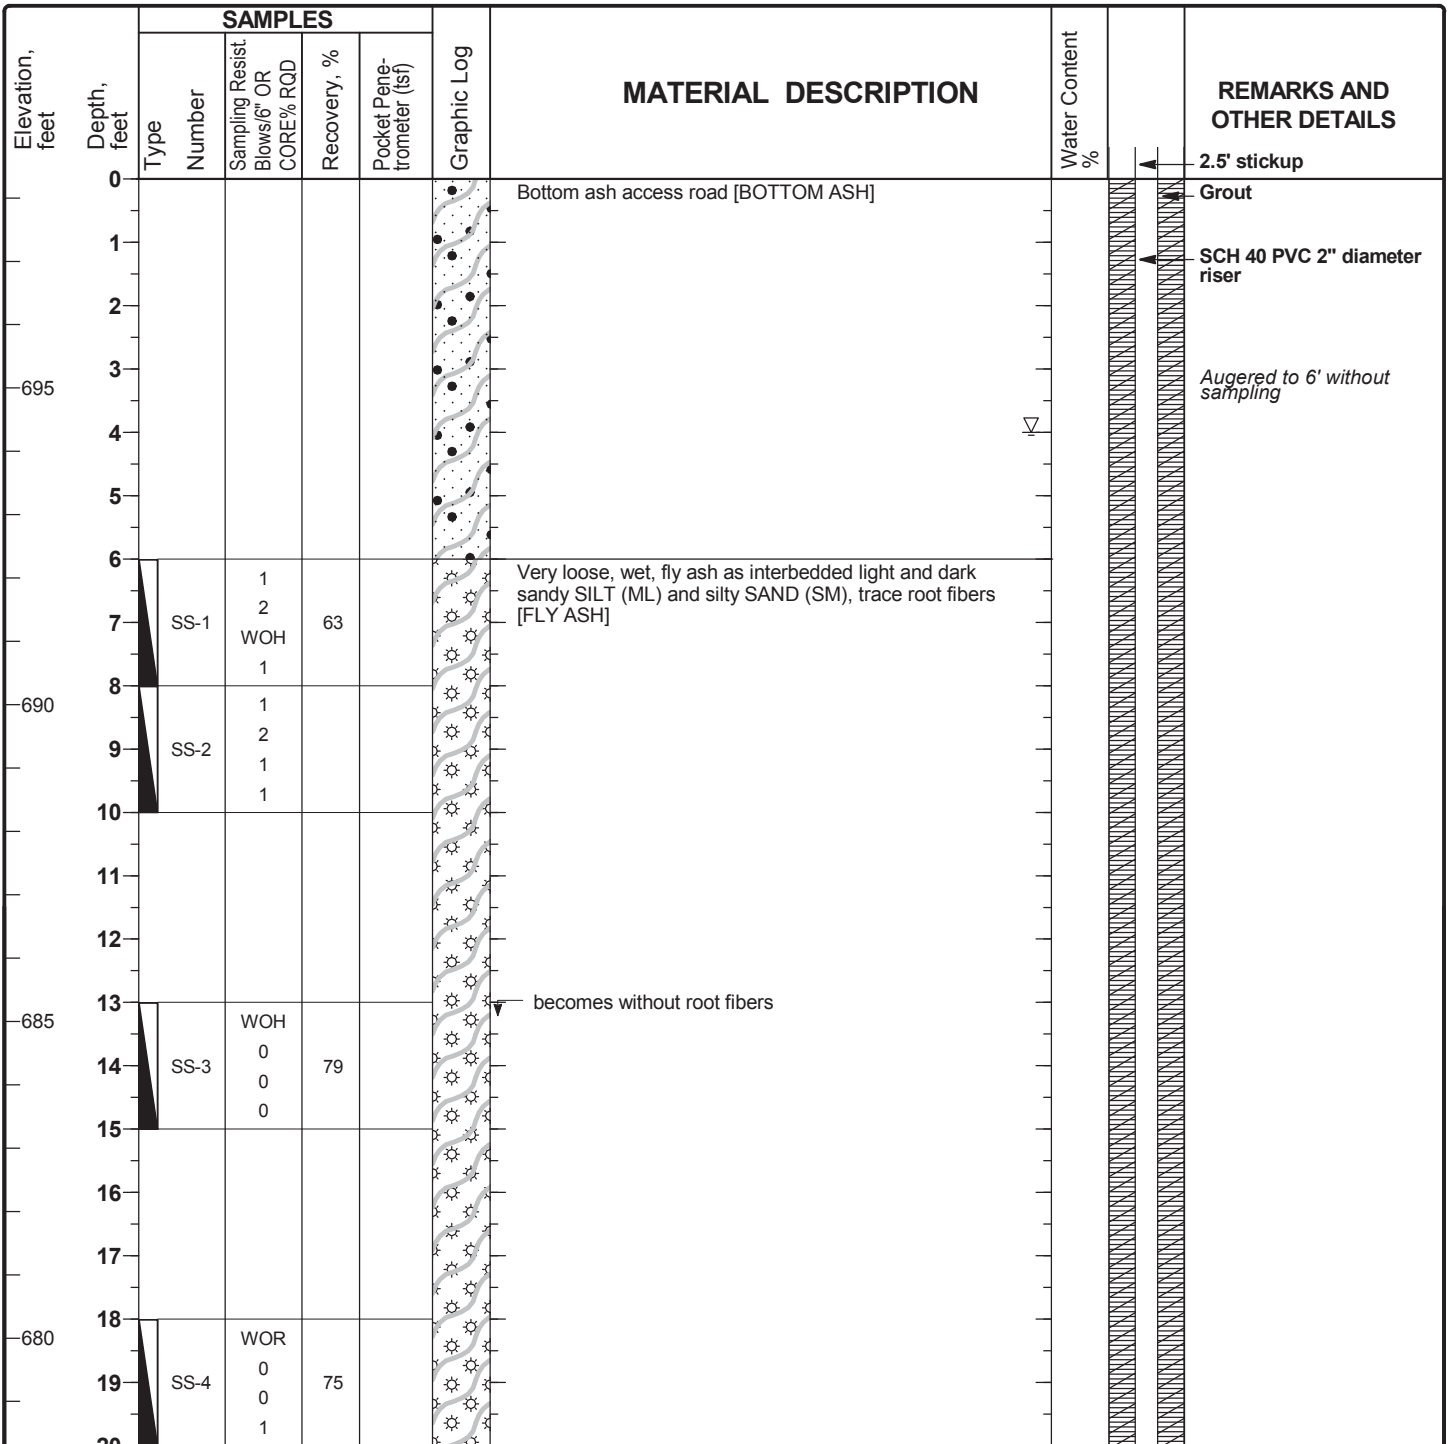 SAMPLES
Elevation,
feet
Depth,
feet
Type
Number
Sampling Resist.
Blows/6" OR
CORE% RQD
Recovery, %
Pocket Pene-
trometer (tsf)
Graphic Log
MATERIAL DESCRIPTION
Water Content
%
REMARKS AND
OTHER DETAILS
2.5' stickup
0
Bottom ash access road [BOTTOM ASH]
Grout
1
SCH 40 PVC 2" diameter
riser
2
3
695
Augered to 6' without
sampling
4
5
6
Very loose, wet, fly ash as interbedded light and dark
sandy SILT (ML) and silty SAND (SM), trace root fibers
[FLY ASH]
1
2
7
SS-1
63
WOH
1
8
690
1
2
9
SS-2
1
1
10
11
12
13
becomes without root fibers
685
WOH
0
14
SS-3
79
0
0
15
16
17
18
680
WOR
0
19
SS-4
75
0
1
20